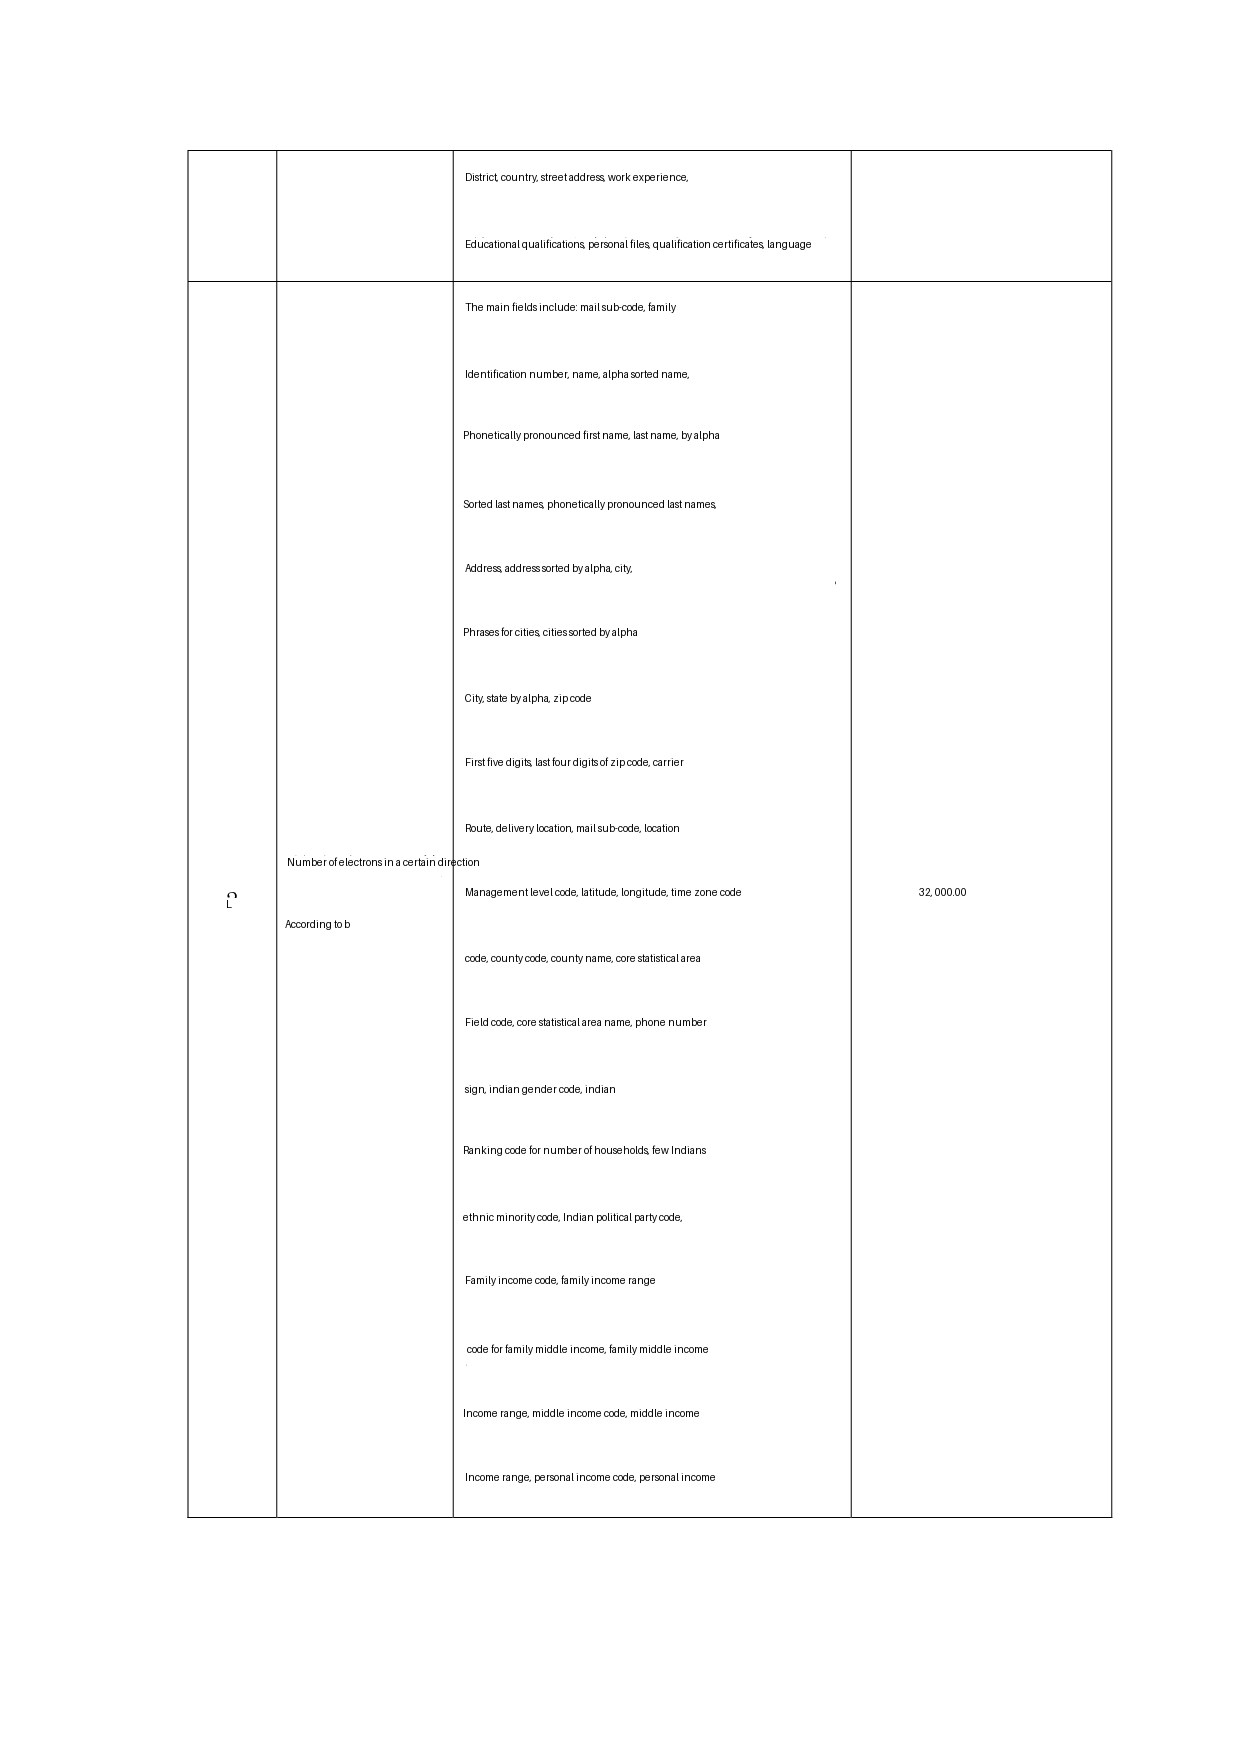 District, country, street address, work experience,
Educational qualifications, personal files, qualification certificates, language
The main fields include: mail sub-code, family
Identification number, name, alpha sorted name,
Phonetically pronounced first name, last name, by alpha
Sorted last names, phonetically pronounced last names,
Address, address sorted by alpha, city,
Phrases for cities, cities sorted by alpha
City, state by alpha, zip code
First five digits, last four digits of zip code, carrier
Route, delivery location, mail sub-code, location
Number of electrons in a certain direction
Management level code, latitude, longitude, time zone code
32, 000.00
According to b
code, county code, county name, core statistical area
Field code, core statistical area name, phone number
sign, indian gender code, indian
Ranking code for number of households, few Indians
ethnic minority code, Indian political party code,
Family income code, family income range
code for family middle income, family middle income
Income range, middle income code, middle income
Income range, personal income code, personal income